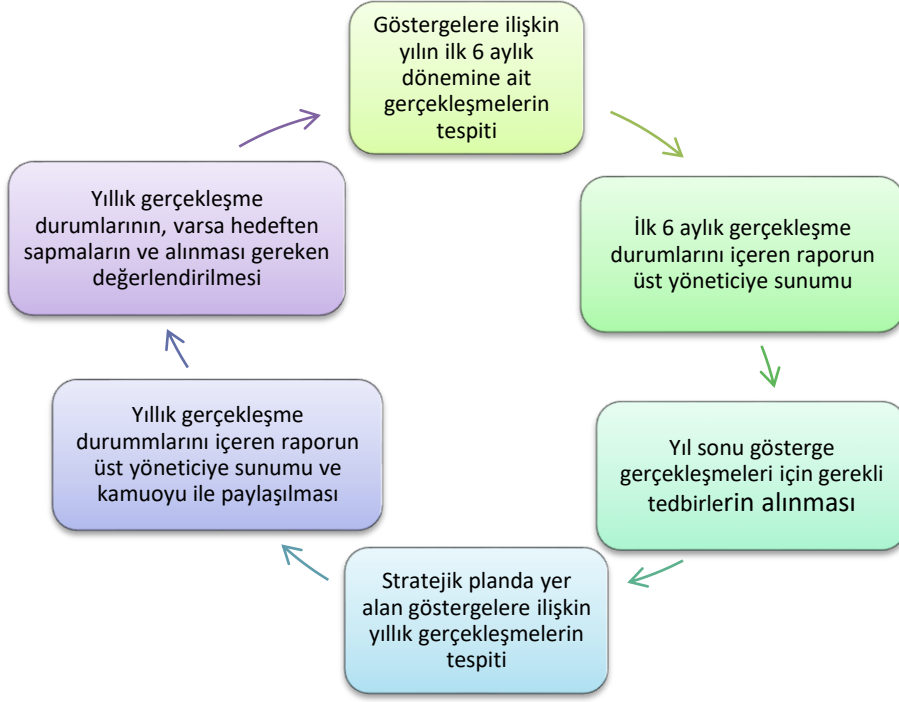 Göstergelere ilişkin
yılın ilk 6 aylık
dönemine ait
gerçekleşmelerin
tespiti
İlk 6 aylık gerçekleşme
durumlarını içeren raporun
üst yöneticiye sunumu
Yıl sonu gösterge
gerçekleşmeleri için gerekli
tedbirlerin alınması
Stratejik planda yer
alan göstergelere ilişkin
yıllık gerçekleşmelerin
tespiti
Yıllık gerçekleşme
durummlarını içeren raporun
üst yöneticiye sunumu ve
kamuoyu ile paylaşılması
Yıllık gerçekleşme
durumlarının, varsa hedeften
sapmaların ve alınması gereken
değerlendirilmesi